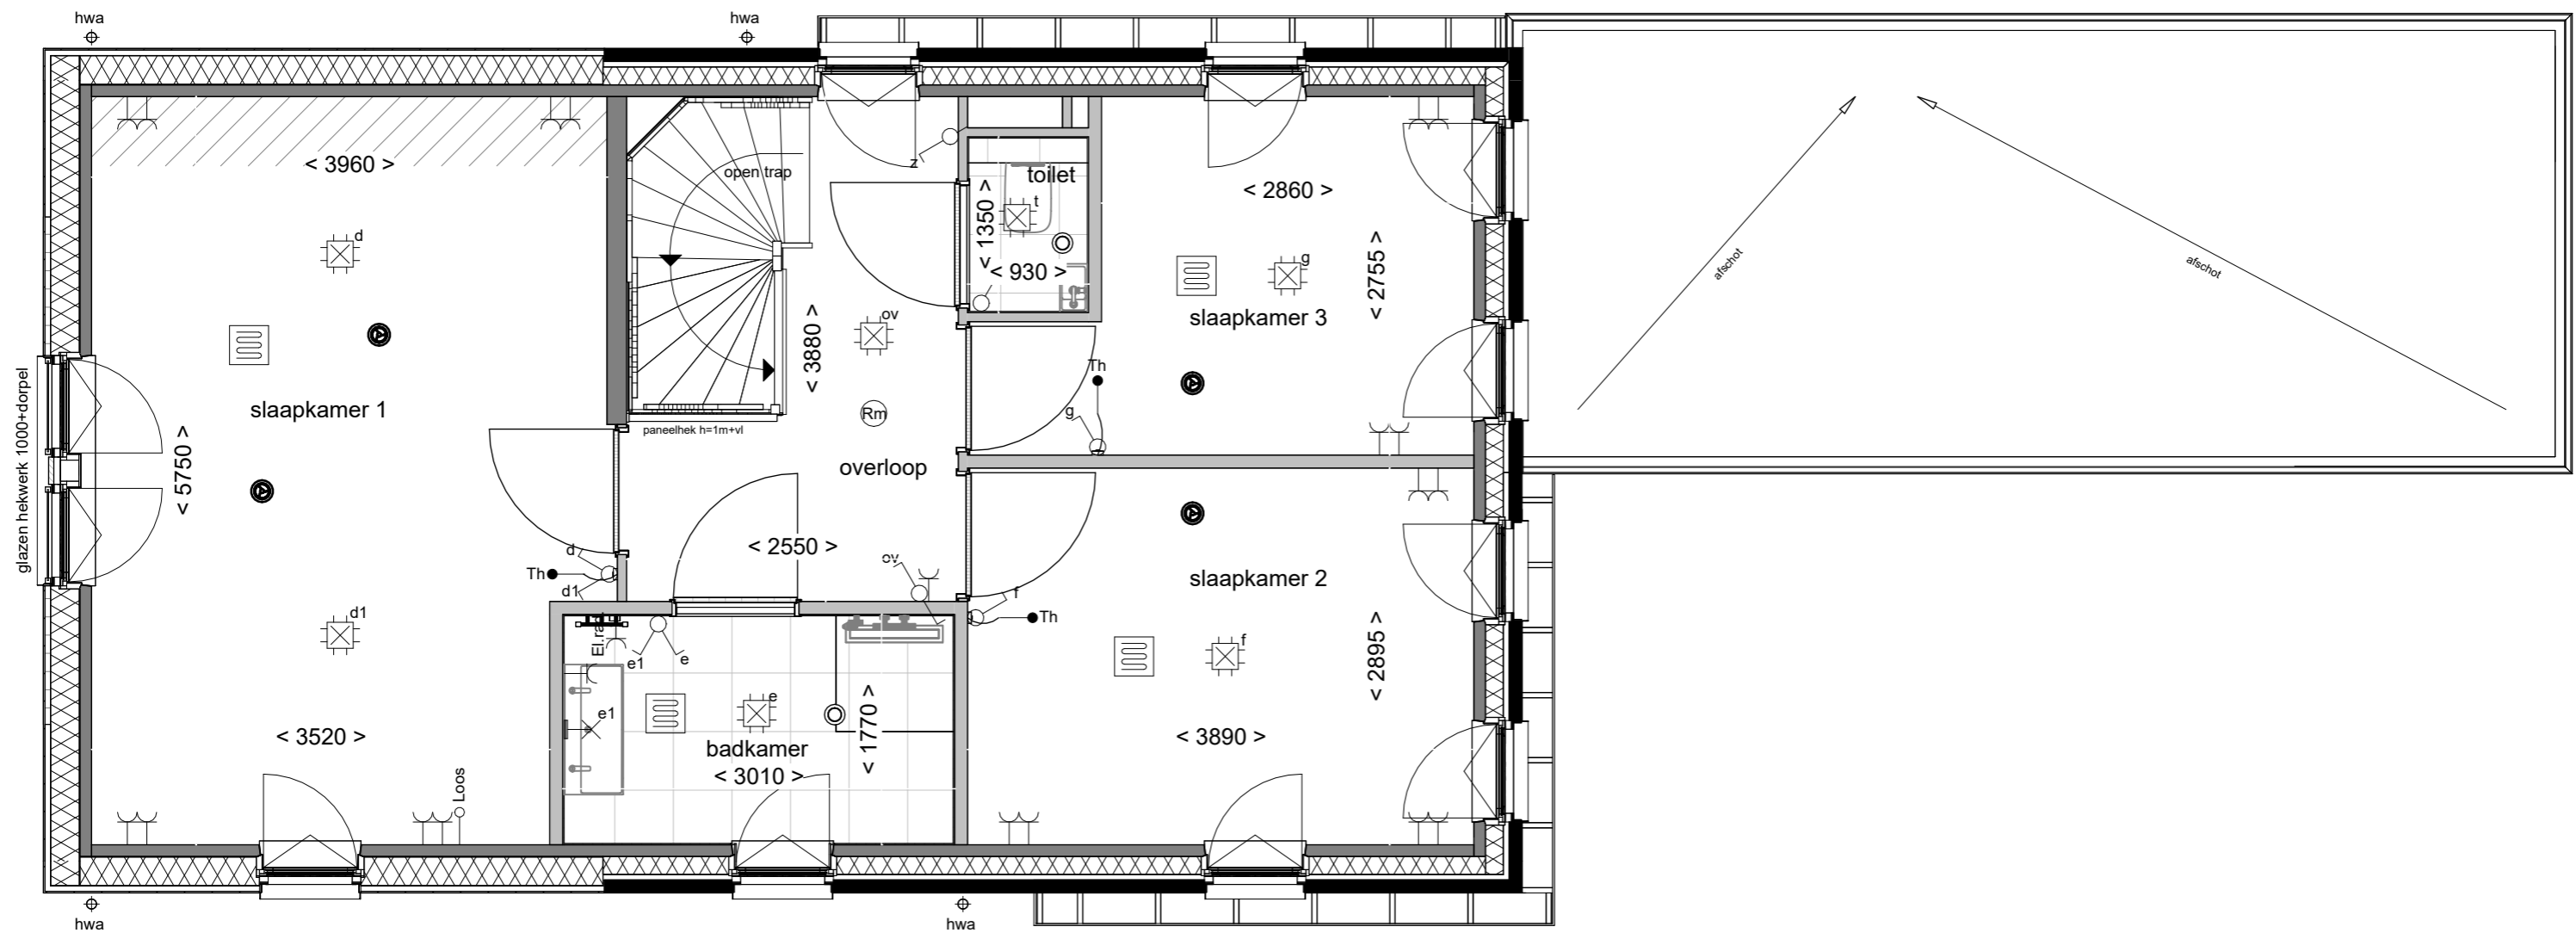 hwa
hwa
< 3960 >
open trap
z
toilet
t
< 1350 >
< 930 >
< 2860 >
d
g
< 2755 >
afschot
afschot
slaapkamer 3
ov
< 3880 >
Th
g
glazen hekwerk 1000+dorpel
slaapkamer 1
Rm
paneelhek h=1m+vl
< 5750 >
overloop
< 2550 >
d
Th
d1
ov
f
Th
slaapkamer 2
d1
El.ra
e1
e
f
< 2895 >
e
e1
< 3520 >
badkamer
< 3010 >
< 1770 >
< 3890 >
Loos
hwa
hwa